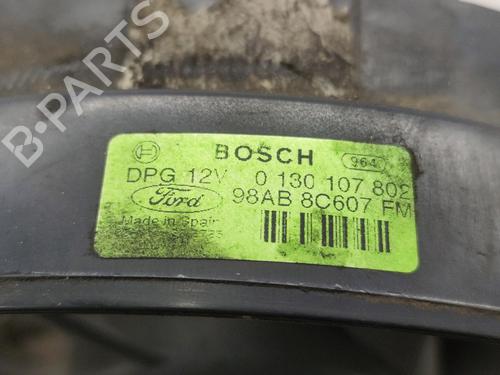 B-PARTS
BOSCH 964
DPG 12V 0 130 107 802
Ford 98AB 8C607 FM
Made in Spain